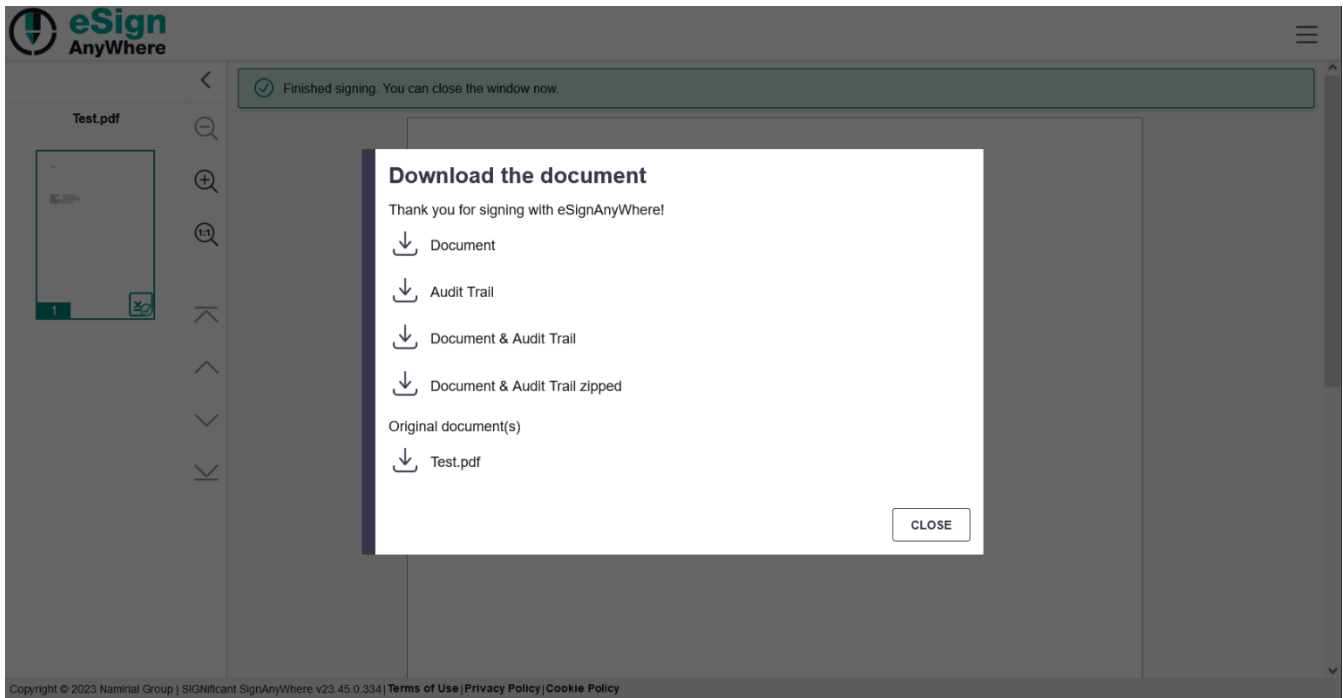 eSign
AnyWhere
Finished signing. You can close the window now.
Test.pdf
1
1:1
Download the document
Thank you for signing with eSignAnyWhere!
Document
Audit Trail
Document & Audit Trail
Document & Audit Trail zipped
Original document(s)
Test.pdf
CLOSE
Copyright © 2023 Namirial Group | SIGNificant SignAnyWhere v23.45.0.334| Terms of Use | Privacy Policy | Cookie Policy